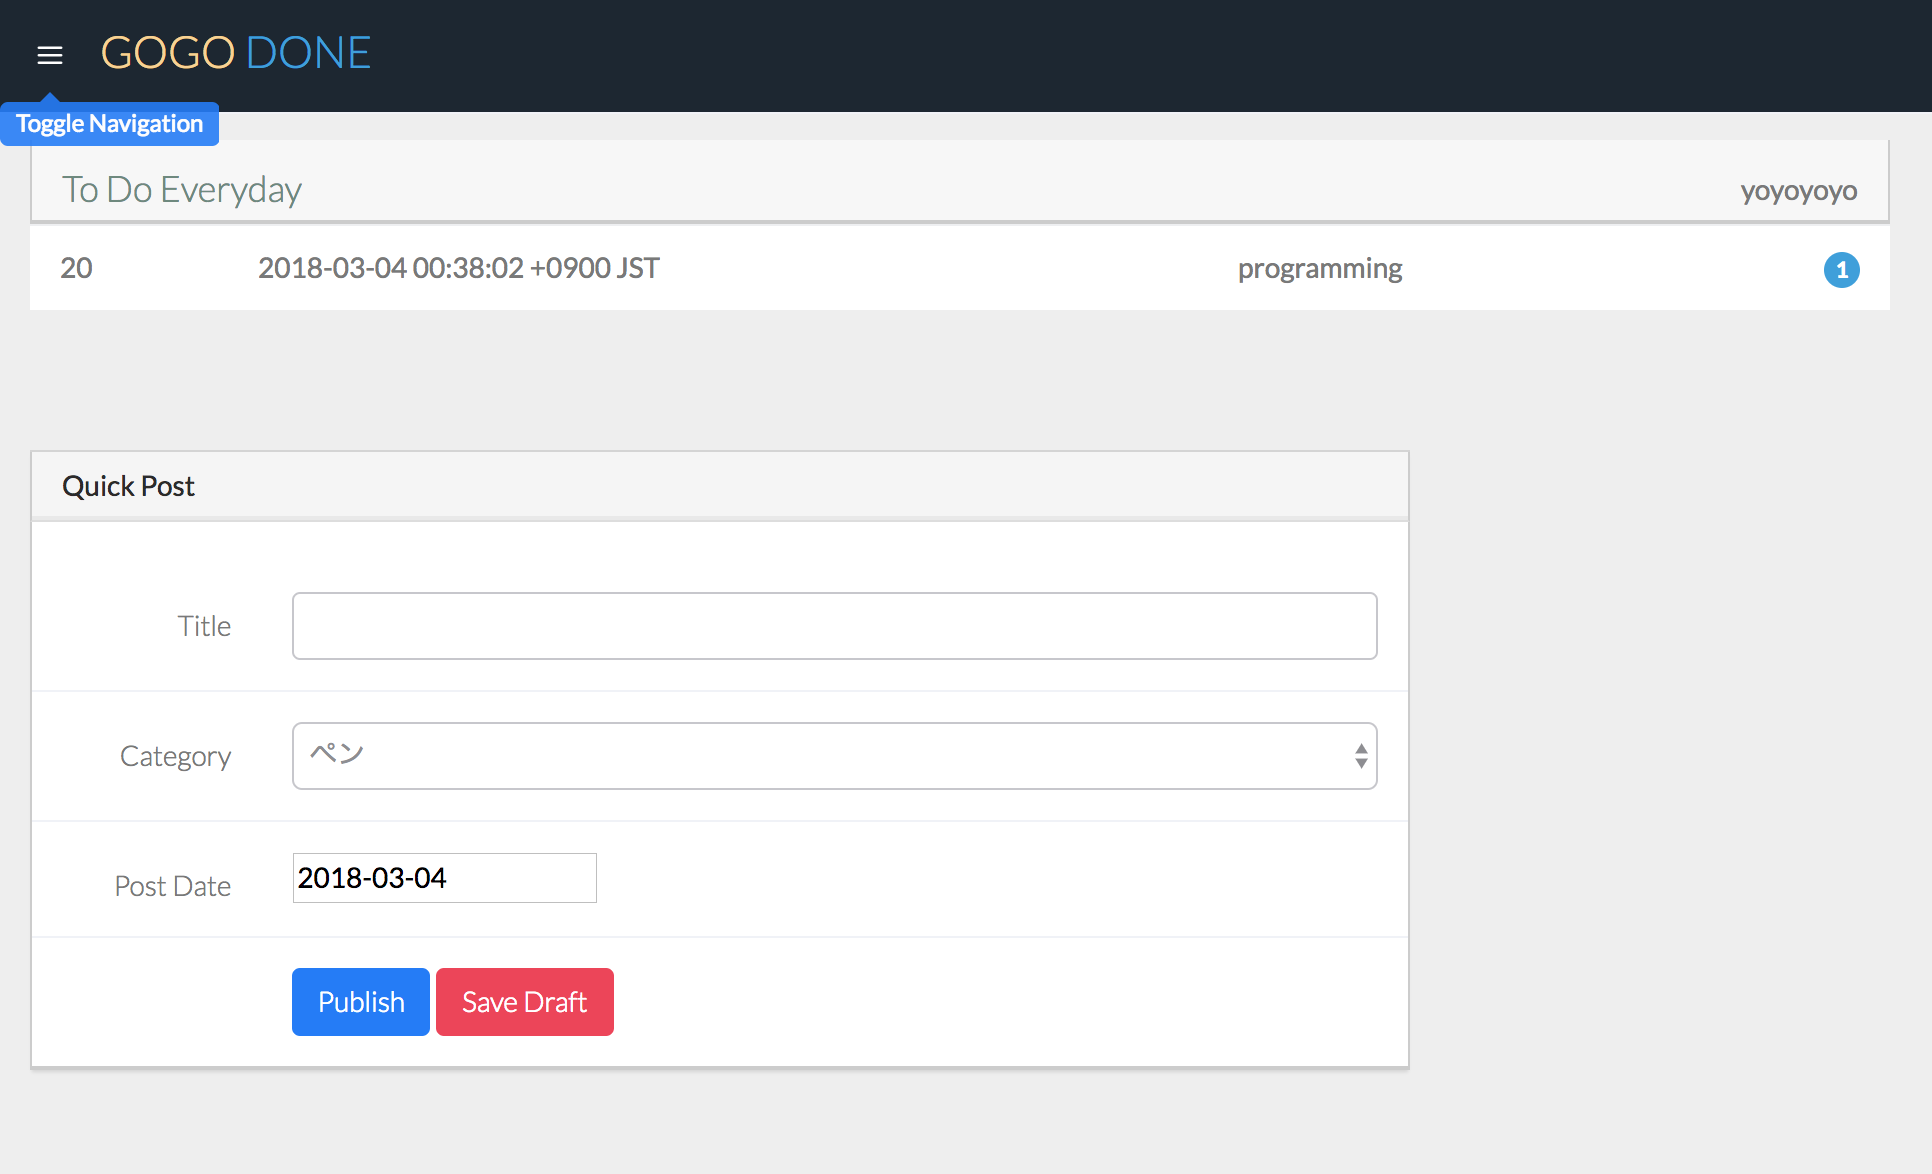 GOGO DONE
Toggle Navigation
To Do Everyday yoyoyoyo
20 2018-03-04 00:38:02 +0900 JST programming 1
Quick Post
Title
Category ペン
Post Date 2018-03-04
Publish Save Draft